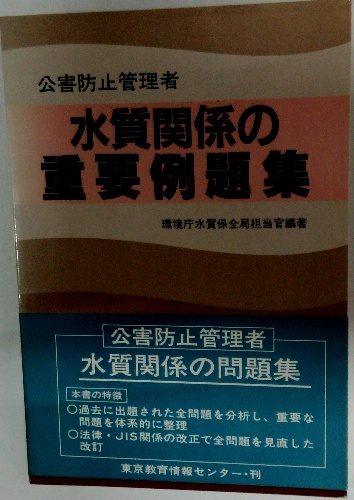 公害防止管理者
水質関係の
重要例題集
環境庁水質保全局担当官編著
公害防止管理者
水質関係の問題集
本書の特徴
○過去に出題された全問題を分析し、重要な
問題を体系的に整理
○法律・JIS関係の改正で全問題を見直した
改訂
東京教育情報センター・刊